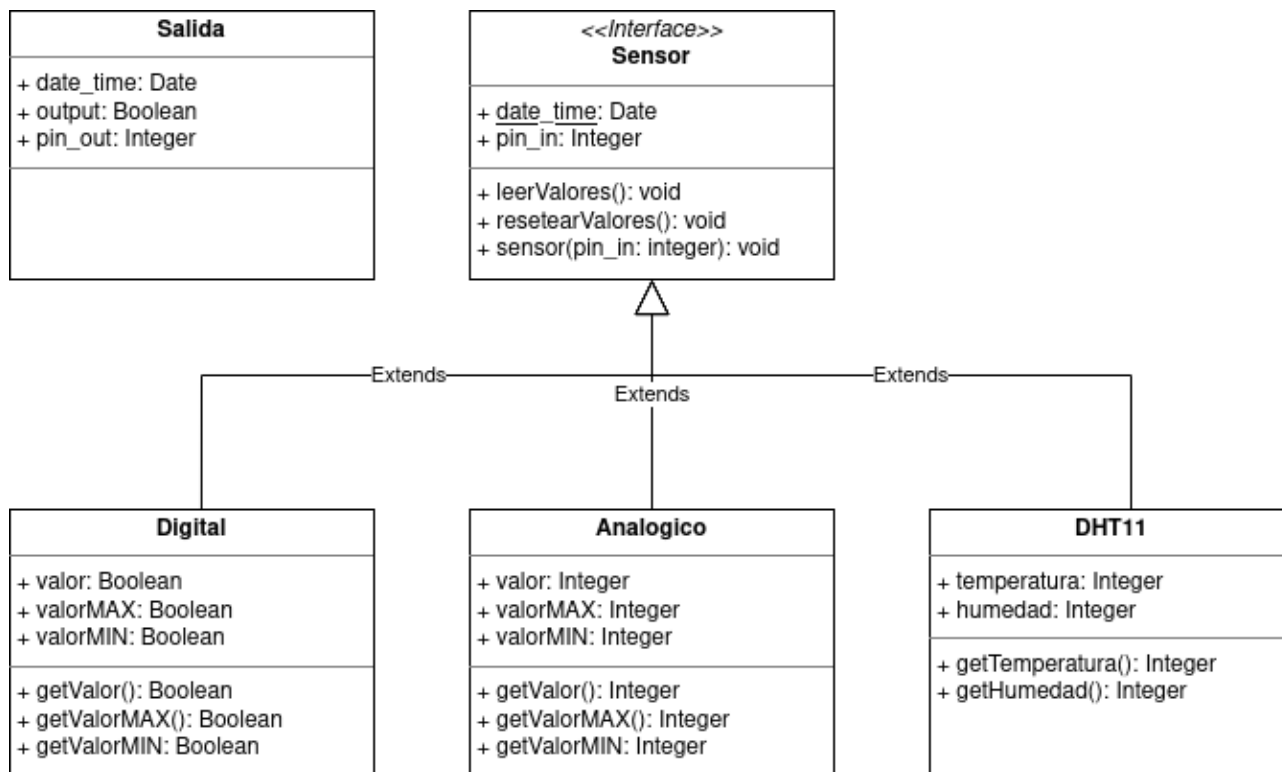 Salida
+ date_time: Date
+ output: Boolean
+ pin_out: Integer
<<Interface>>
Sensor
+ date_time: Date
+ pin_in: Integer
+ leerValores(): void
+ resetearValores(): void
+ sensor(pin_in: integer): void
Extends
Extends
Extends
Digital
+ valor: Boolean
+ valorMAX: Boolean
+ valorMIN: Boolean
+ getValor(): Boolean
+ getValorMAX(): Boolean
+ getValorMIN: Boolean
Analogico
+ valor: Integer
+ valorMAX: Integer
+ valorMIN: Integer
+ getValor(): Integer
+ getValorMAX(): Integer
+ getValorMIN: Integer
DHT11
+ temperatura: Integer
+ humedad: Integer
+ getTemperatura(): Integer
+ getHumedad(): Integer